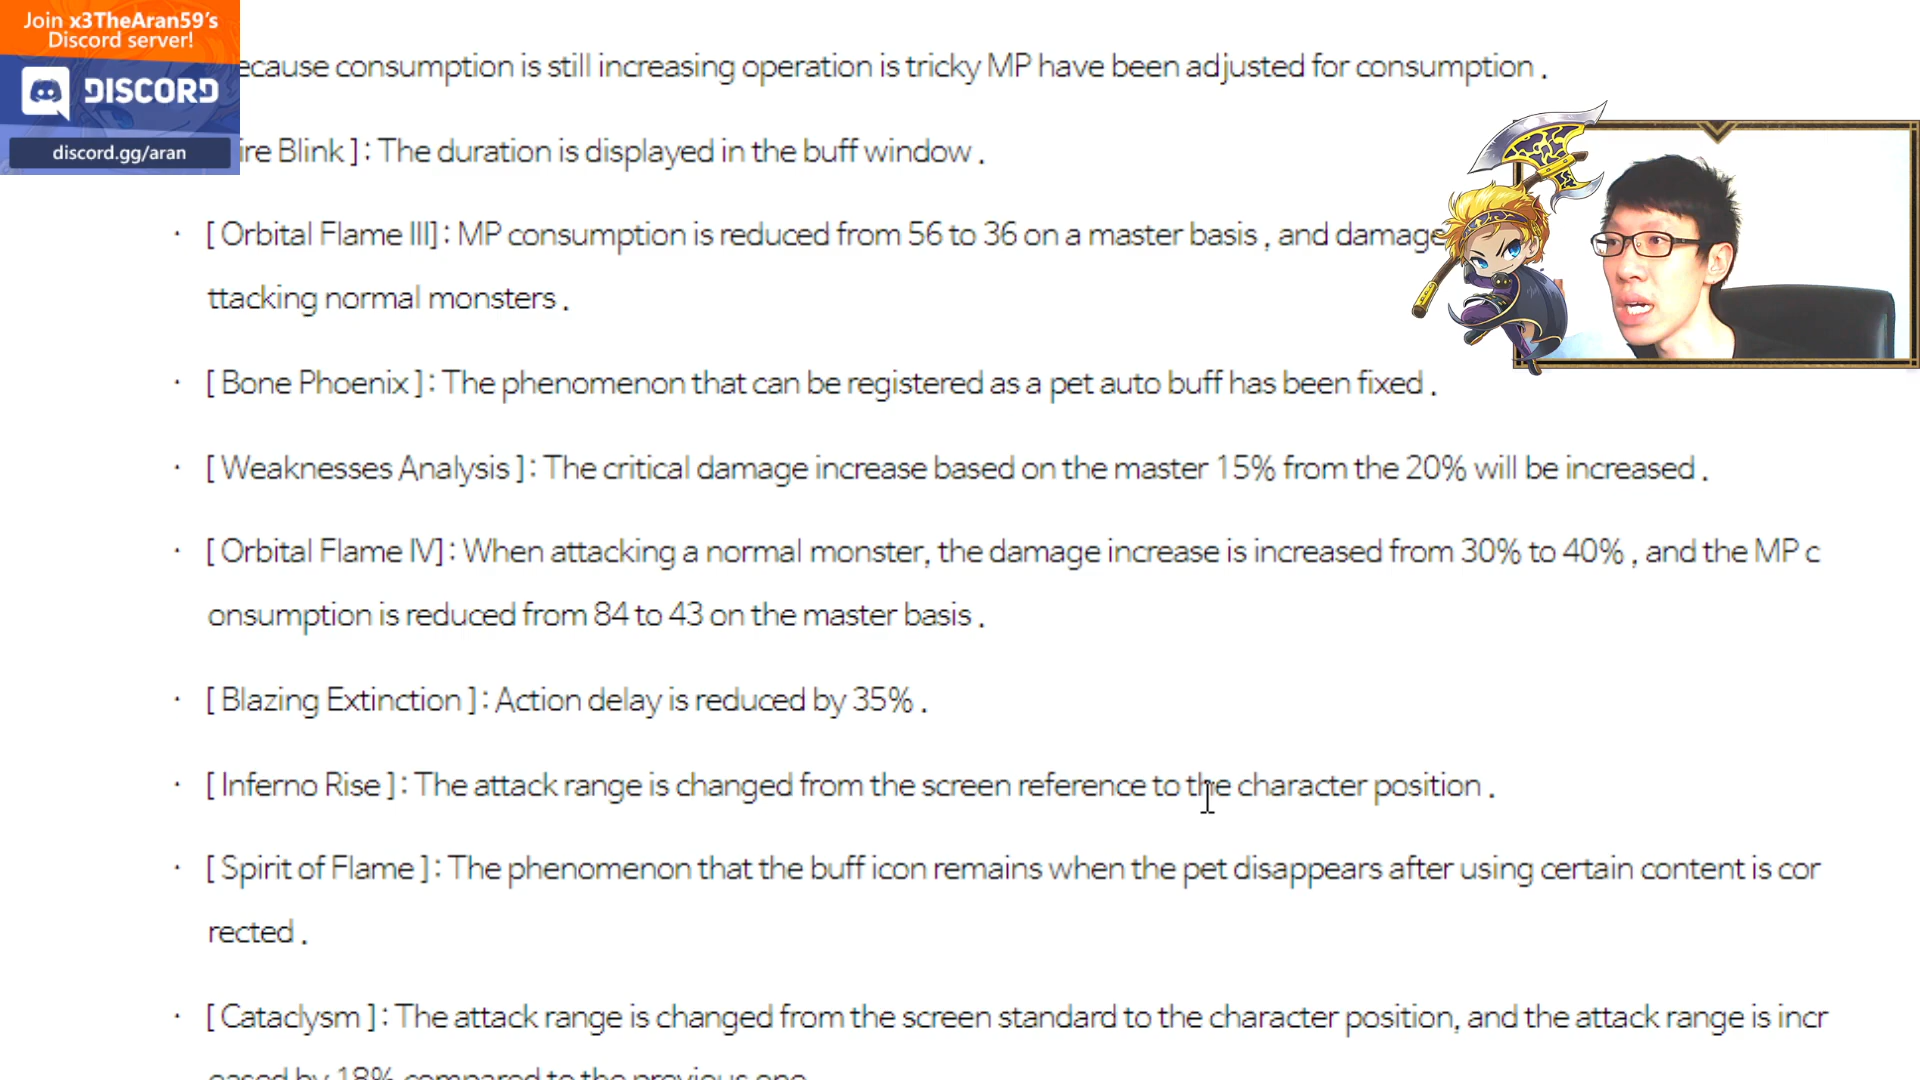 Join x3TheAran59's
Discord server!
DISCORD
discord.gg/aran
ecause consumption is still increasing operation is tricky MP have been adjusted for consumption .
ire Blink ] : The duration is displayed in the buff window .
· [ Orbital Flame III] : MP consumption is reduced from 56 to 36 on a master basis , and damage
ttacking normal monsters .
· [ Bone Phoenix ] : The phenomenon that can be registered as a pet auto buff has been fixed .
· [ Weaknesses Analysis ] : The critical damage increase based on the master 15% from the 20% will be increased .
· [ Orbital Flame IV] : When attacking a normal monster, the damage increase is increased from 30% to 40% , and the MP c
onsumption is reduced from 84 to 43 on the master basis .
· [ Blazing Extinction ] : Action delay is reduced by 35% .
· [ Inferno Rise ] : The attack range is changed from the screen reference to the character position .
· [ Spirit of Flame ] : The phenomenon that the buff icon remains when the pet disappears after using certain content is cor
rected .
· [ Cataclysm ] : The attack range is changed from the screen standard to the character position, and the attack range is incr
eased by 18% compared to the previous one